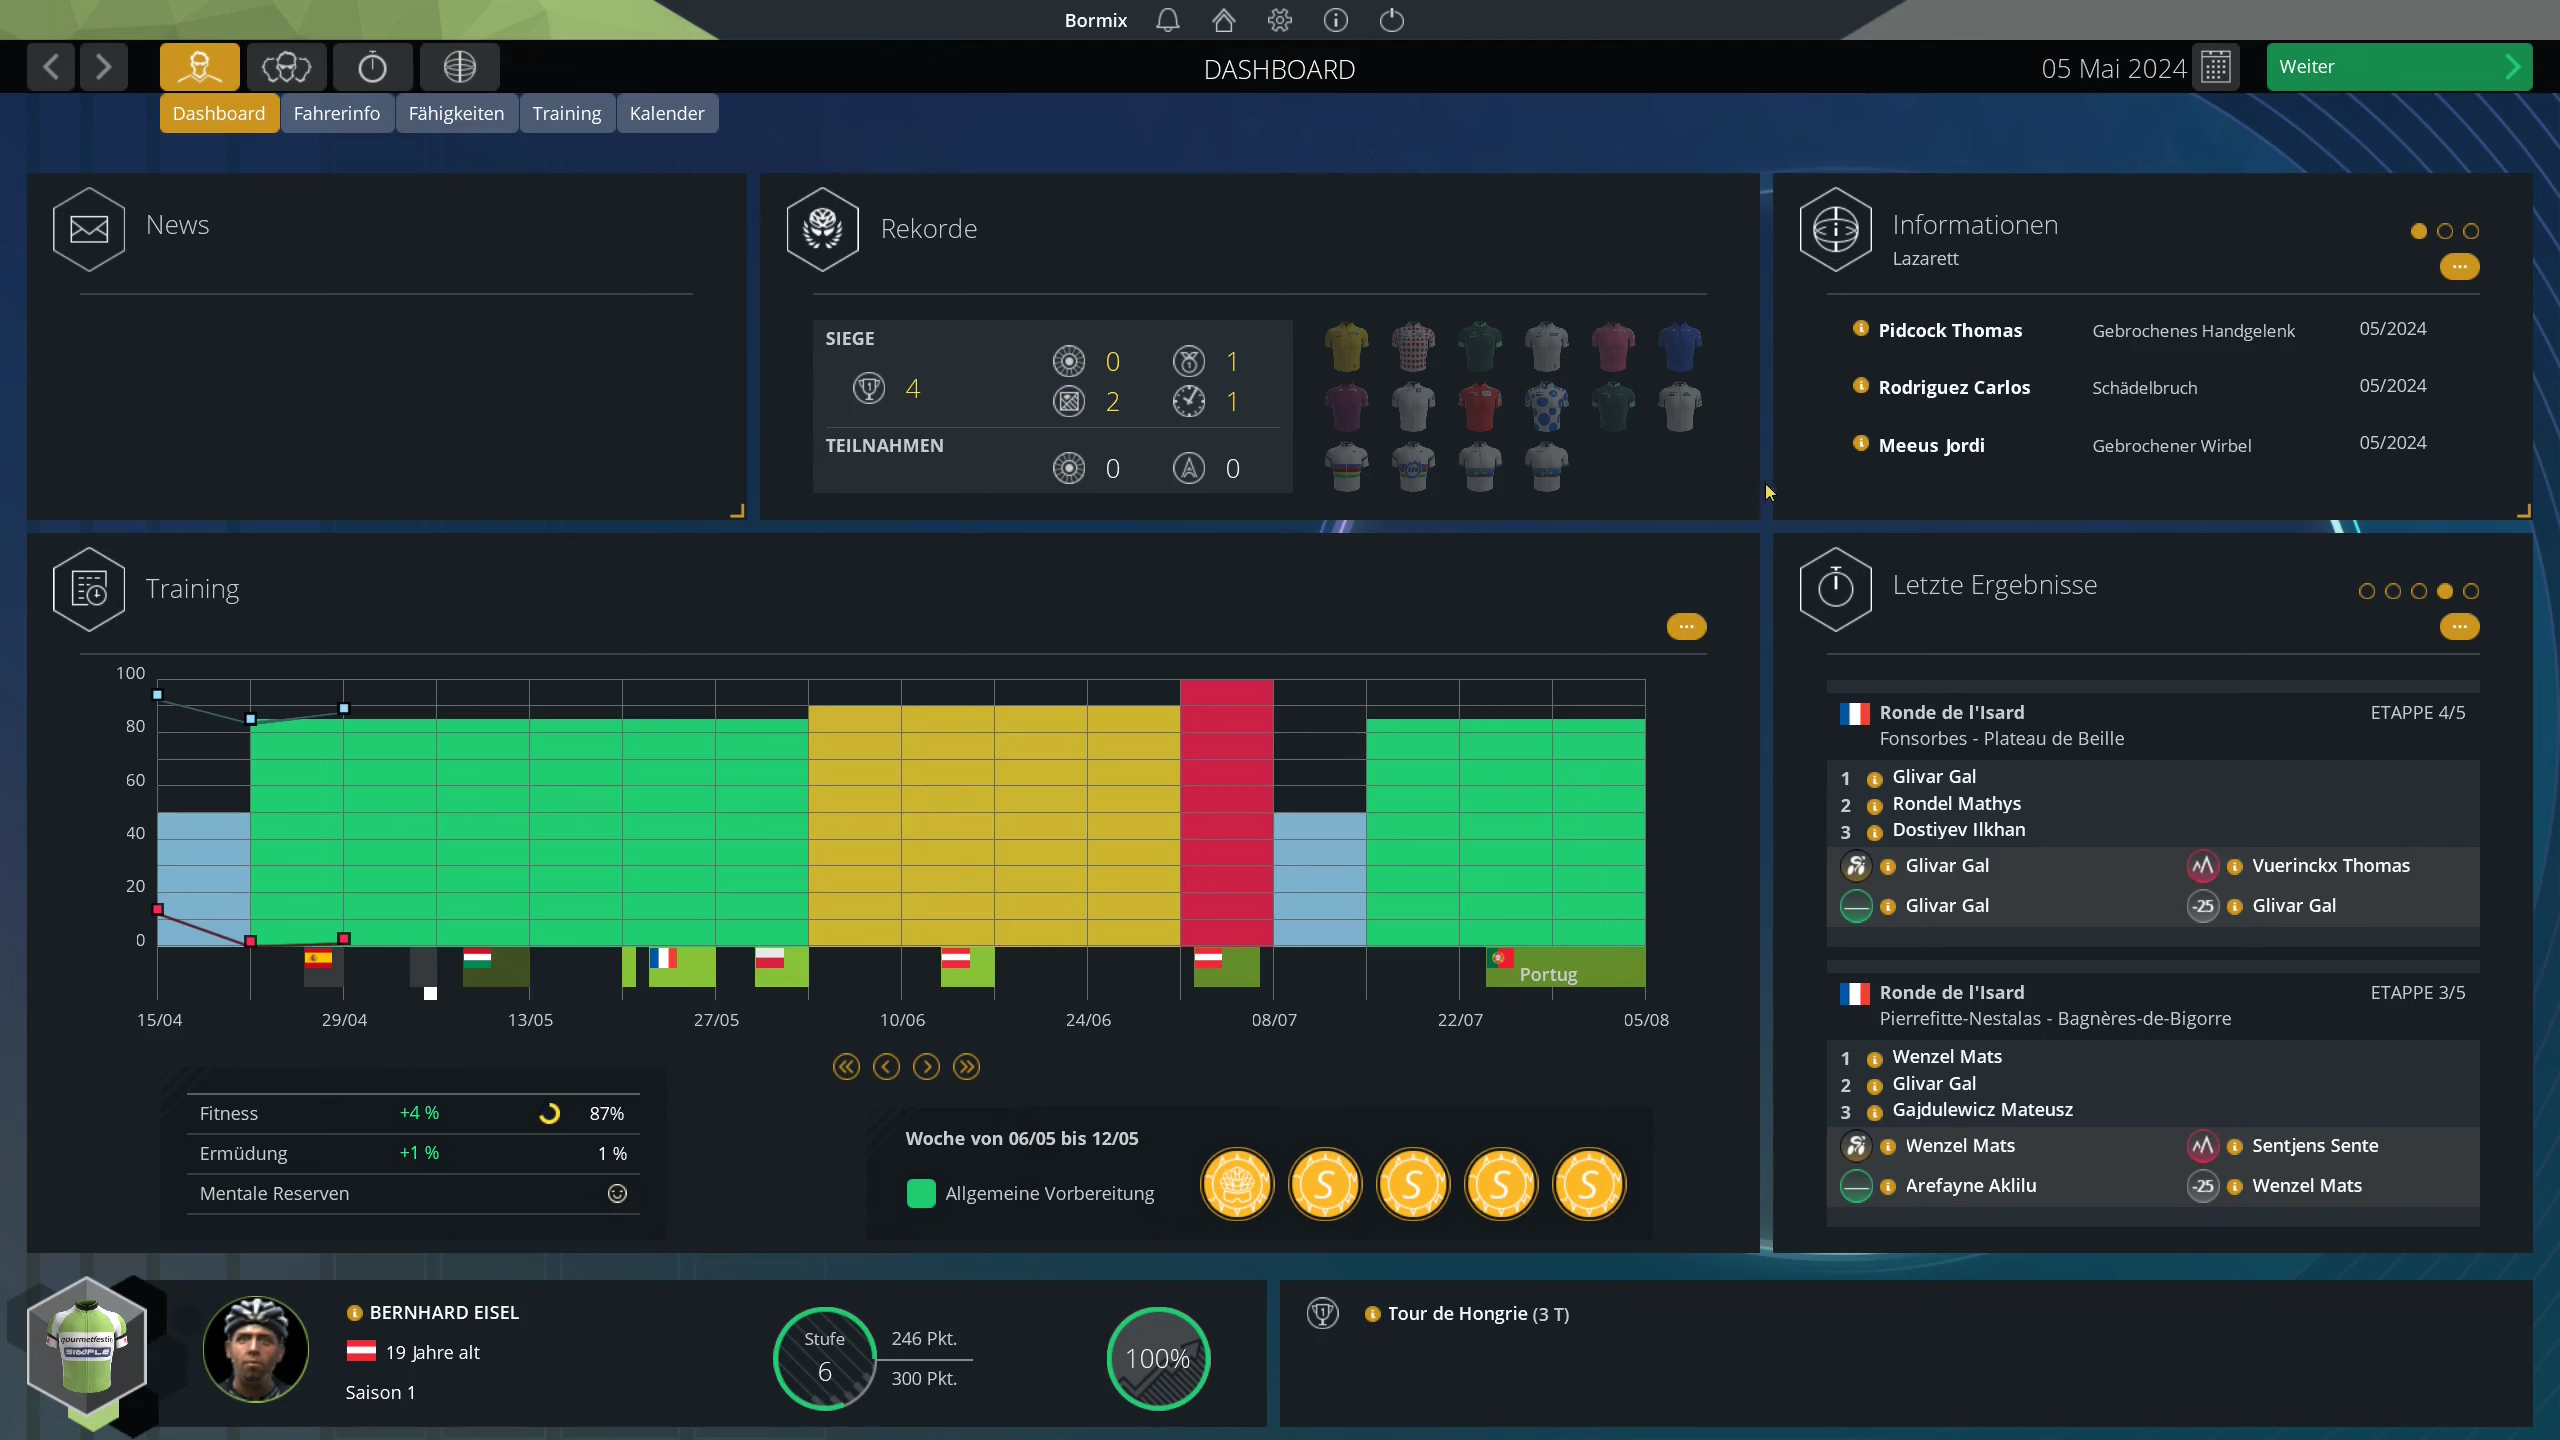 Bormix
DASHBOARD
05 Mai 2024
Weiter
Dashboard
Fahrerinfo
Fähigkeiten
Training
Kalender
News
Rekorde
SIEGE
4
0
1
2
1
TEILNAHMEN
0
0
Informationen
Lazarett
Pidcock Thomas Gebrochenes Handgelenk 05/2024
Rodriguez Carlos Schädelbruch 05/2024
Meeus Jordi Gebrochener Wirbel 05/2024
Training
100
80
60
40
20
0
Portug
15/04 29/04 13/05 27/05 10/06 24/06 08/07 22/07 05/08
Fitness +4 % 87%
Ermüdung +1 % 1 %
Mentale Reserven
Woche von 06/05 bis 12/05
Allgemeine Vorbereitung
S S S S
Letzte Ergebnisse
Ronde de l'Isard ETAPPE 4/5
Fonsorbes - Plateau de Beille
1 Glivar Gal
2 Rondel Mathys
3 Dostiyev Ilkhan
Glivar Gal Vuerinckx Thomas
Glivar Gal -25 Glivar Gal
Ronde de l'Isard ETAPPE 3/5
Pierrefitte-Nestalas - Bagnères-de-Bigorre
1 Wenzel Mats
2 Glivar Gal
3 Gajdulewicz Mateusz
Wenzel Mats Sentjens Sente
Arefayne Aklilu -25 Wenzel Mats
gourmetfestin
SIMPLE
BERNHARD EISEL
19 Jahre alt
Saison 1
Stufe
6
246 Pkt.
300 Pkt.
100%
Tour de Hongrie (3 T)